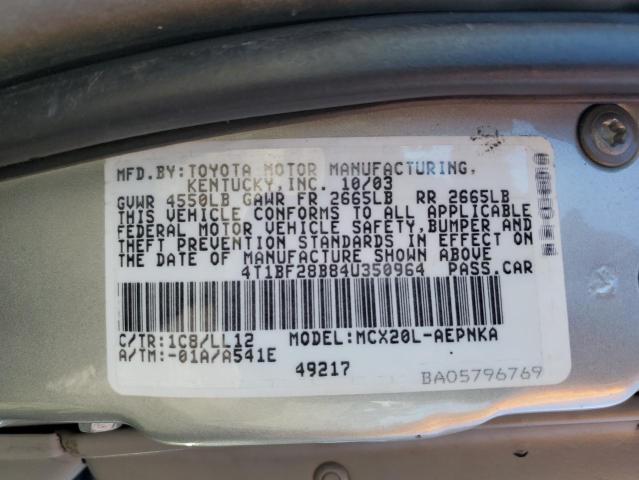 MFD.BY:TOYOTA MOTOR MANUFACTURING,
KENTUCKY,INC. 10/03
GVWR 4550LB GAWR FR 2665LB RR 2665LB
THIS VEHICLE CONFORMS TO ALL APPLICABLE
FEDERAL MOTOR VEHICLE SAFETY,BUMPER AND
THEFT PREVENTION STANDARDS IN EFFECT ON
THE DATE OF MANUFACTURE SHOWN ABOVE
4T1BF28B84U350964 PASS.CAR
C/TR:1C8/LL12 MODEL:MCX20L-AEPNKA
A/TM:-01A/A541E
49217
BA05796769